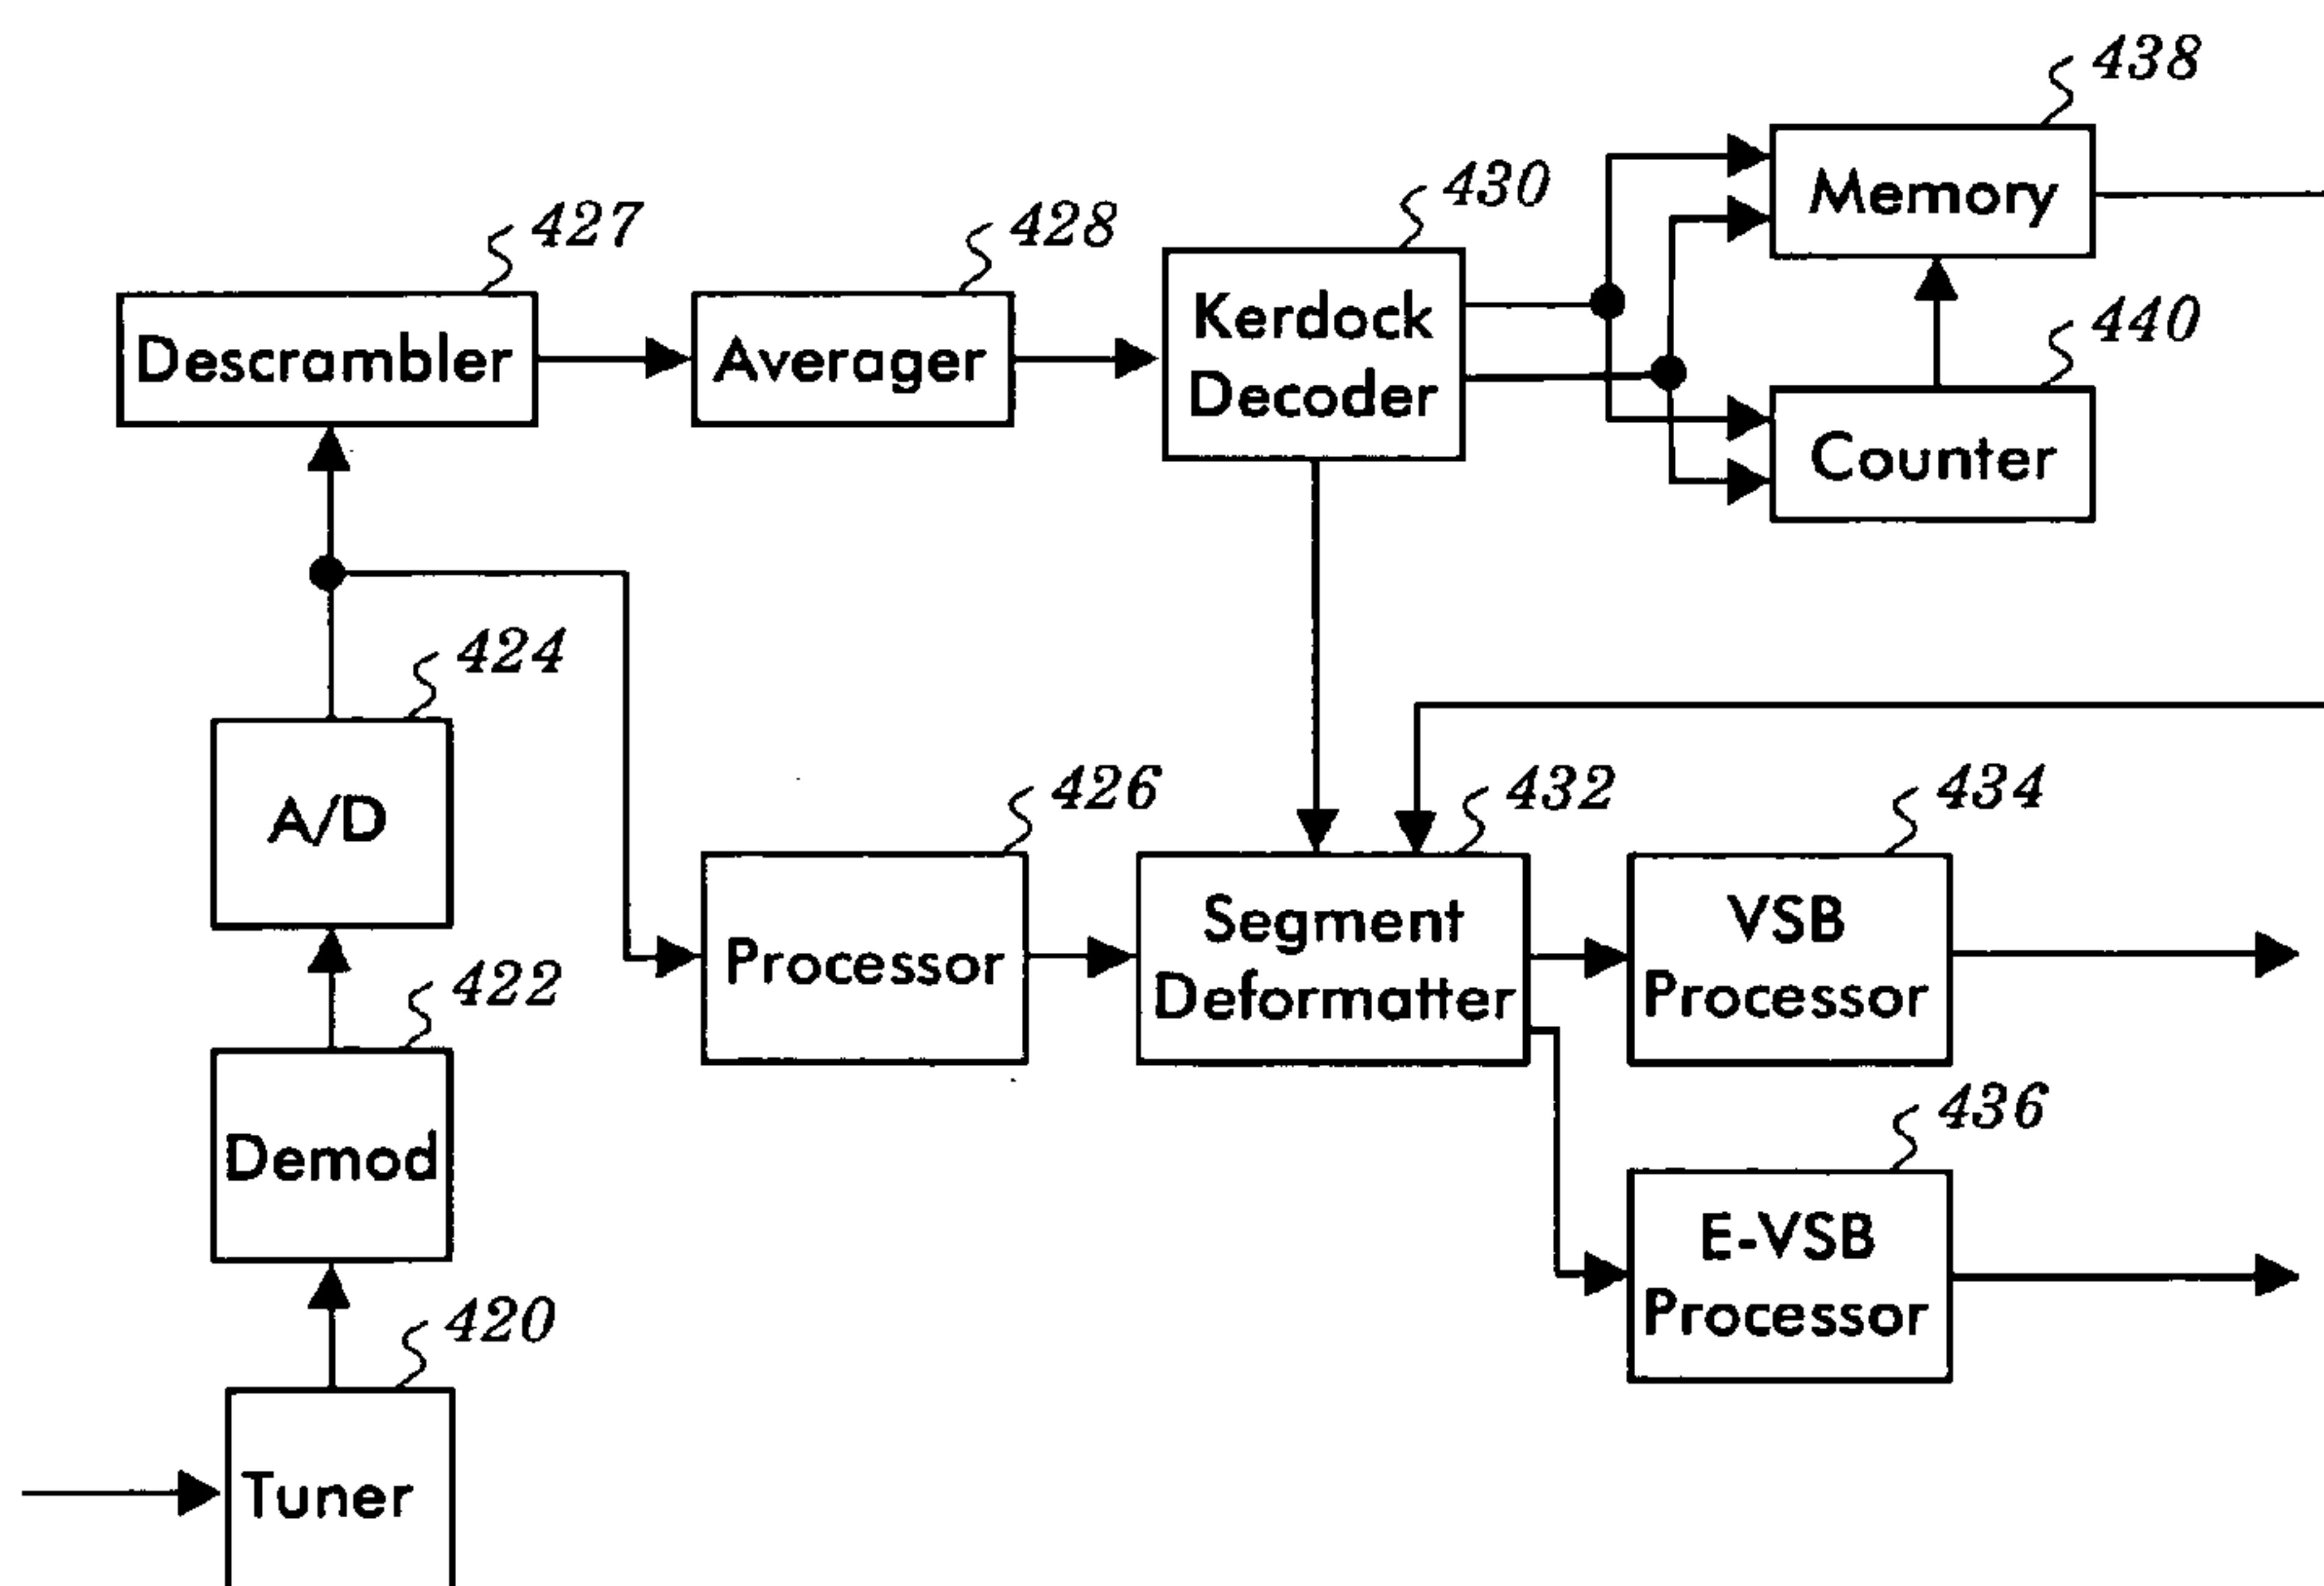 438
Memory
430
427
428
Kerdock
Decoder
440
Descrambler
Averager
Counter
424
A/D
426
432
434
Processor
Segment
Deformatter
VSB
Processor
422
Demod
436
E-VSB
Processor
420
Tuner